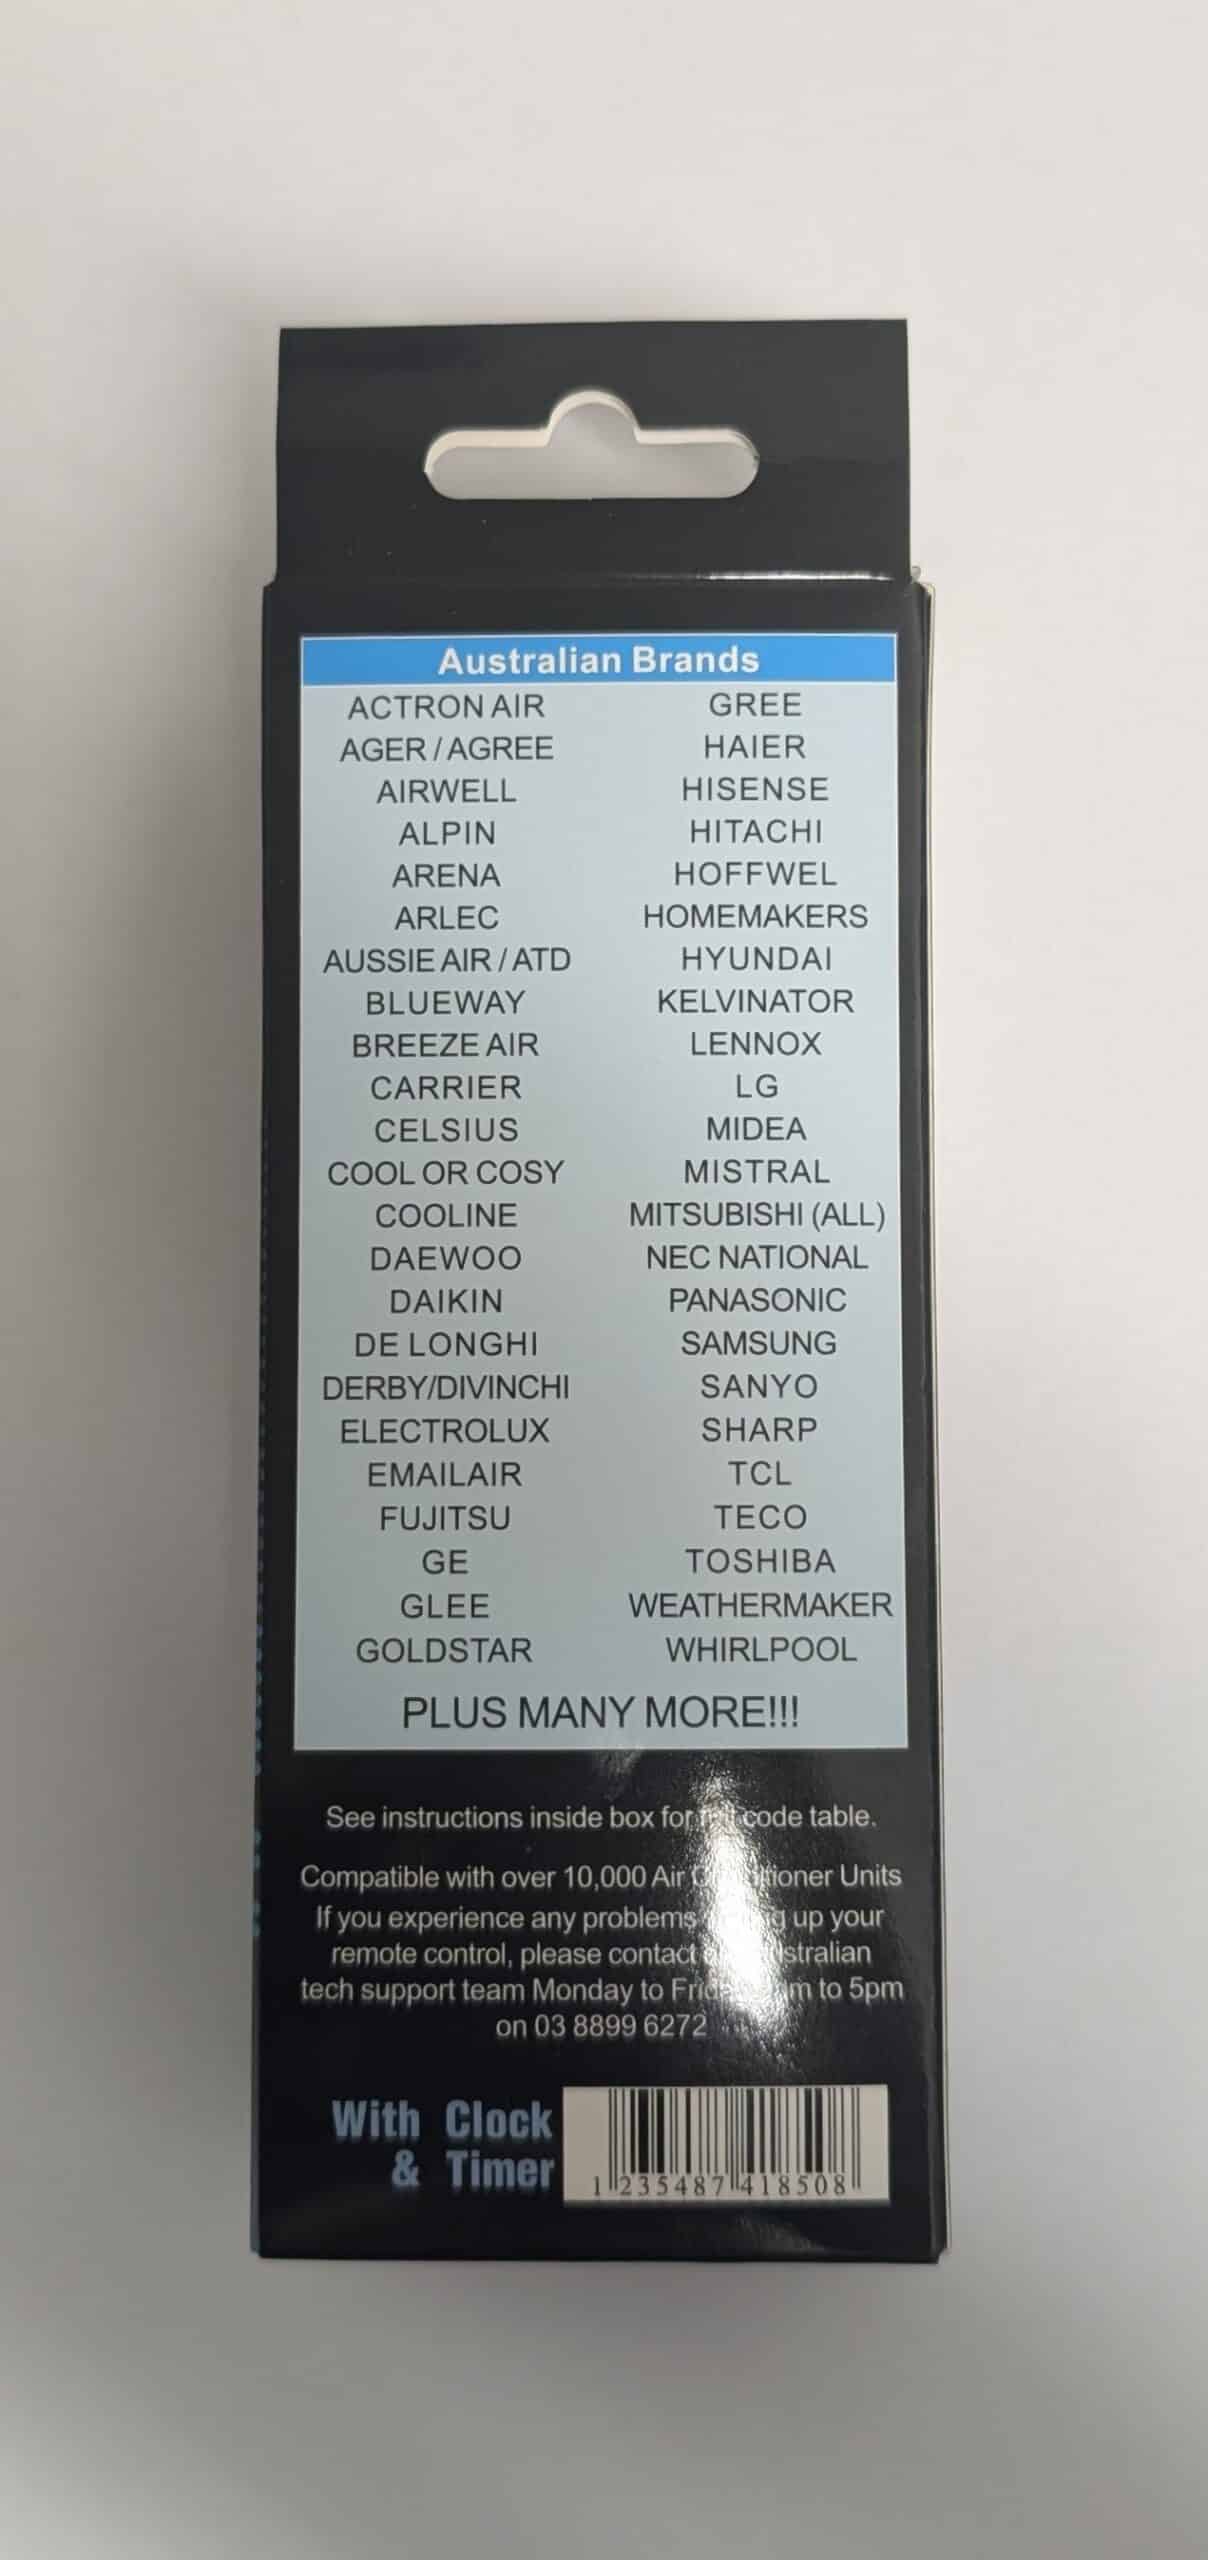 Australian Brands
ACTRON AIR
AGER / AGREE
AIRWELL
ALPIN
ARENA
ARLEC
AUSSIE AIR / ATD
BLUEWAY
BREEZE AIR
CARRIER
CELSIUS
COOL OR COSY
COOLINE
DAEWOO
DAIKIN
DE LONGHI
DERBY/DIVINCHI
ELECTROLUX
EMAILAIR
FUJITSU
GE
GLEE
GOLDSTAR
GREE
HAIER
HISENSE
HITACHI
HOFFWEL
HOMEMAKERS
HYUNDAI
KELVINATOR
LENNOX
LG
MIDEA
MISTRAL
MITSUBISHI (ALL)
NEC NATIONAL
PANASONIC
SAMSUNG
SANYO
SHARP
TCL
TECO
TOSHIBA
WEATHERMAKER
WHIRLPOOL
PLUS MANY MORE!!!
See instructions inside box for code table.
Compatible with over 10,000 Air Units
If you experience any problems up your
remote control, please contact
tech support team Monday to to 5pm
on 03 8899 6272
With Clock
& Timer
1 235487 418508